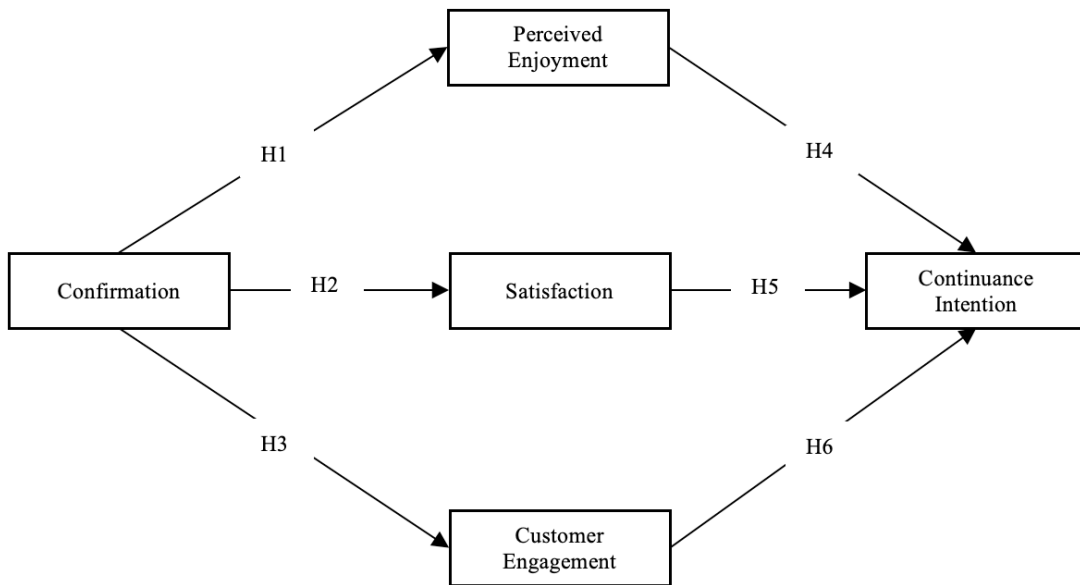 Perceived
Enjoyment
H1
H4
Confirmation
H2
Satisfaction
H5
Continuance
Intention
H3
H6
Customer
Engagement